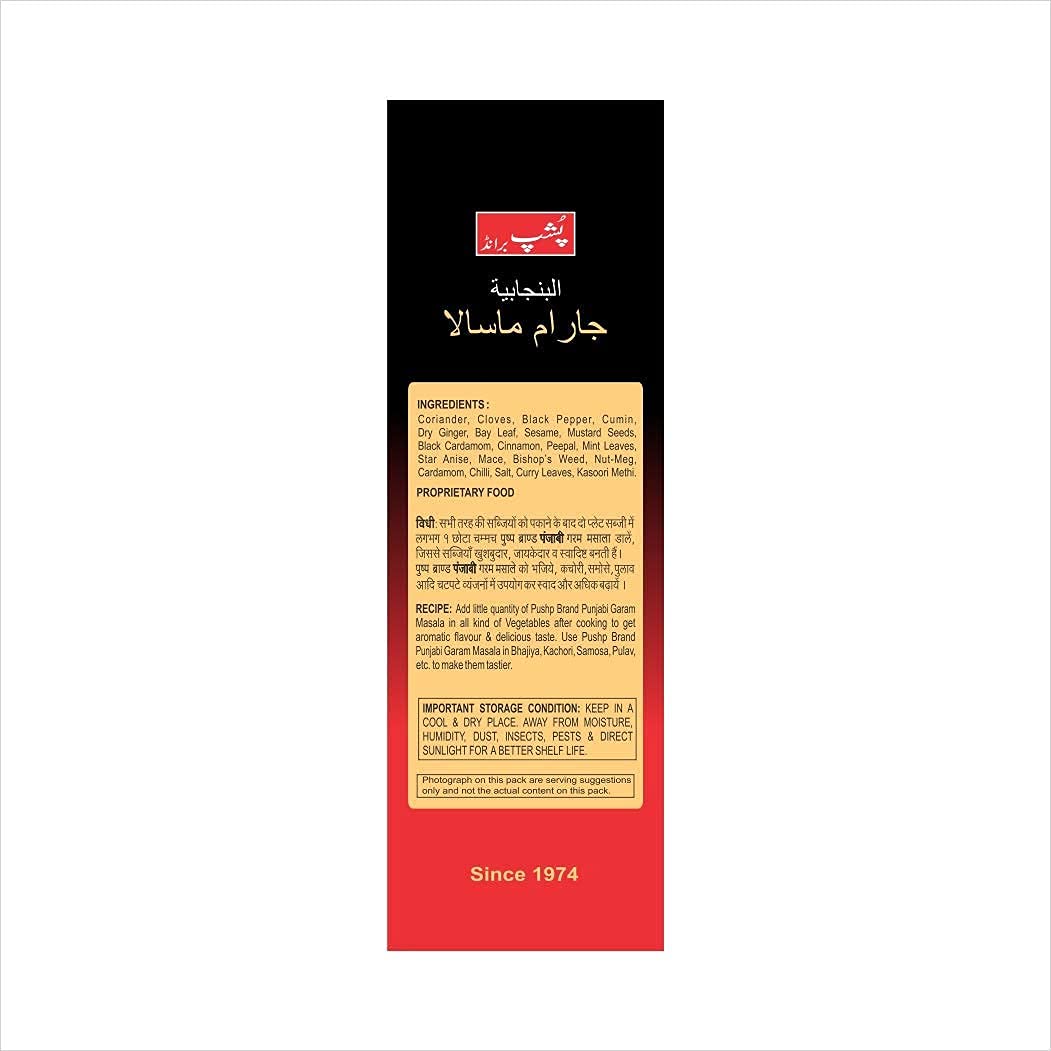 پُشپ برانڈ
البنجابية
جارام ماسالا
INGREDIENTS :
Coriander, Cloves, Black Pepper, Cumin,
Dry Ginger, Bay Leaf, Sesame, Mustard Seeds,
Black Cardamom, Cinnamon, Peepal, Mint Leaves,
Star Anise, Mace, Bishop's Weed, Nut-Meg,
Cardamom, Chilli, Salt, Curry Leaves, Kasoori Methi.
PROPRIETARY FOOD
विधी: सभी तरह की सब्जियों को पकाने के बाद दो प्लेट सब्जी में
लगभग १ छोटा चम्मच पुष्प ब्राण्ड पंजाबी गरम मसाला डालें,
जिससे सब्जियाँ खुशबुदार, जायकेदार व स्वादिष्ट बनती हैं।
पुष्प ब्राण्ड पंजाबी गरम मसाले को भजिये, कचोरी,समोसे,पुलाव
आदि चटपटे व्यंजनों में उपयोग कर स्वाद और अधिक बढ़ायें ।
RECIPE: Add little quantity of Pushp Brand Punjabi Garam
Masala in all kind of Vegetables after cooking to get
aromatic flavour & delicious taste. Use Pushp Brand
Punjabi Garam Masala in Bhajiya, Kachori, Samosa, Pulav,
etc. to make them tastier.
IMPORTANT STORAGE CONDITION: KEEP IN A
COOL & DRY PLACE. AWAY FROM MOISTURE,
HUMIDITY, DUST, INSECTS, PESTS & DIRECT
SUNLIGHT FOR A BETTER SHELF LIFE.
Photograph on this pack are serving suggestions
only and not the actual content on this pack.
Since 1974